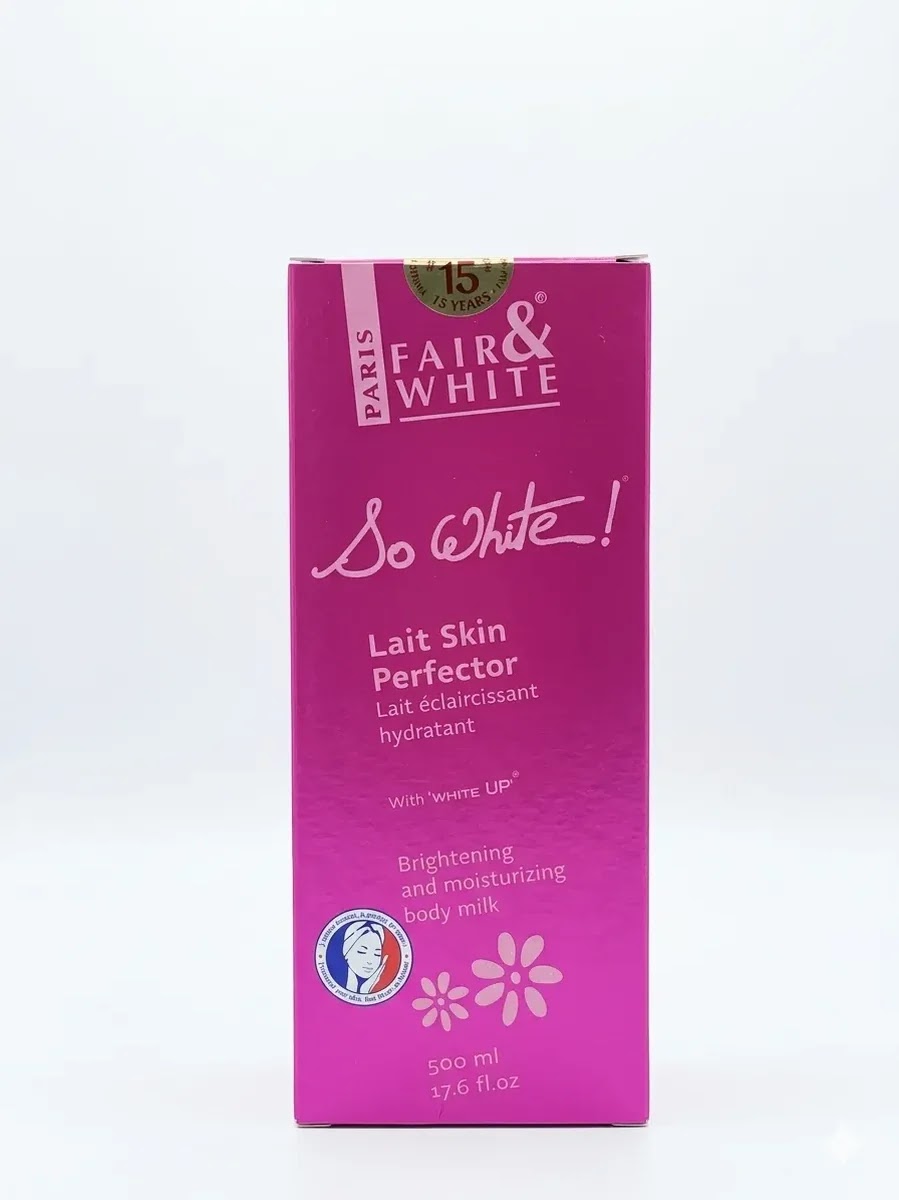 #15
15 YEARS
PARIS
FAIR &
WHITE
So White!
Lait Skin
Perfector
Lait éclaircissant
hydratant
With 'WHITE UP'®
Brightening
and moisturizing
body milk
500 ml
17.6 fl.oz